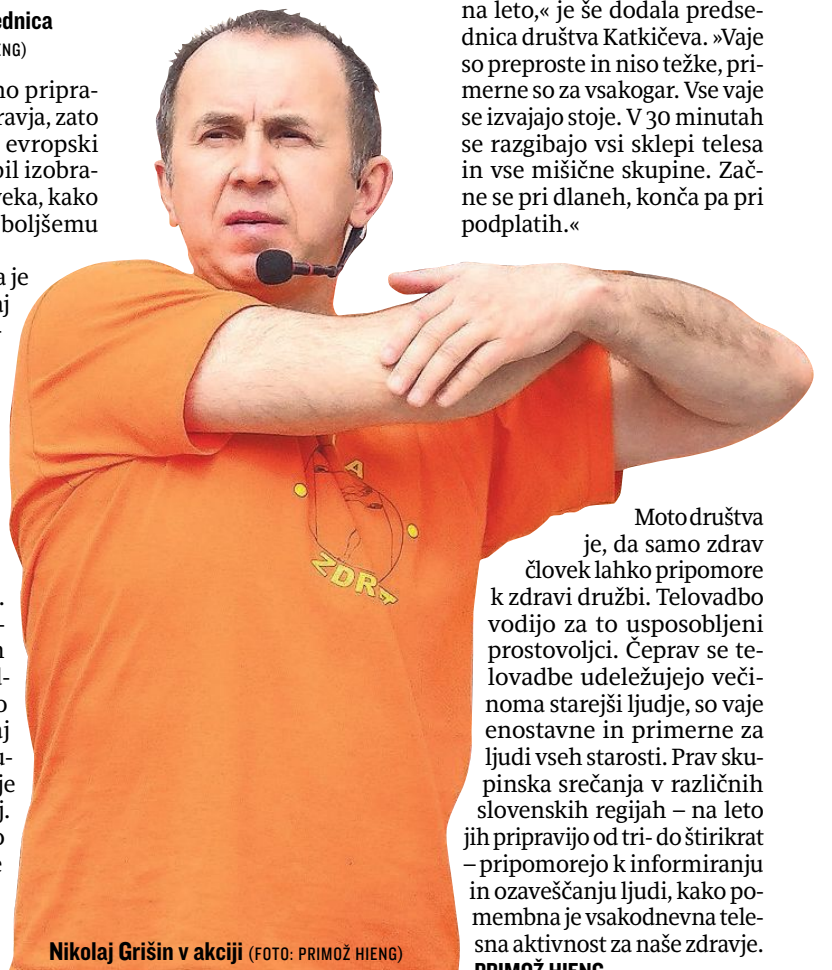 ednica
ENG)
no pripra-
ravja, zato
evropski
bil izobra-
veka, kako
boljšemu
a je
aj
-
.
-
n
d-
o
aj
u-
je
j.
o
e
na leto,« je še dodala predse-
dnica društva Katkičeva. »Vaje
so preproste in niso težke, pri-
merne so za vsakogar. Vse vaje
se izvajajo stoje. V 30 minutah
se razgibajo vsi sklepi telesa
in vse mišične skupine. Zač-
ne se pri dlaneh, konča pa pri
podplatih.«
Moto društva
je, da samo zdrav
človek lahko pripomore
k zdravi družbi. Telovadbo
vodijo za to usposobljeni
prostovoljci. Čeprav se te-
lovadbe udeležujejo veči-
noma starejši ljudje, so vaje
enostavne in primerne za
ljudi vseh starosti. Prav sku-
pinska srečanja v različnih
slovenskih regijah – na leto
jih pripravijo od tri- do štirikrat
– pripomorejo k informiranju
in ozaveščanju ljudi, kako po-
membna je vsakodnevna tele-
sna aktivnost za naše zdravje.
PRIMOŽ HIENG
Nikolaj Grišin v akciji (FOTO: PRIMOŽ HIENG)